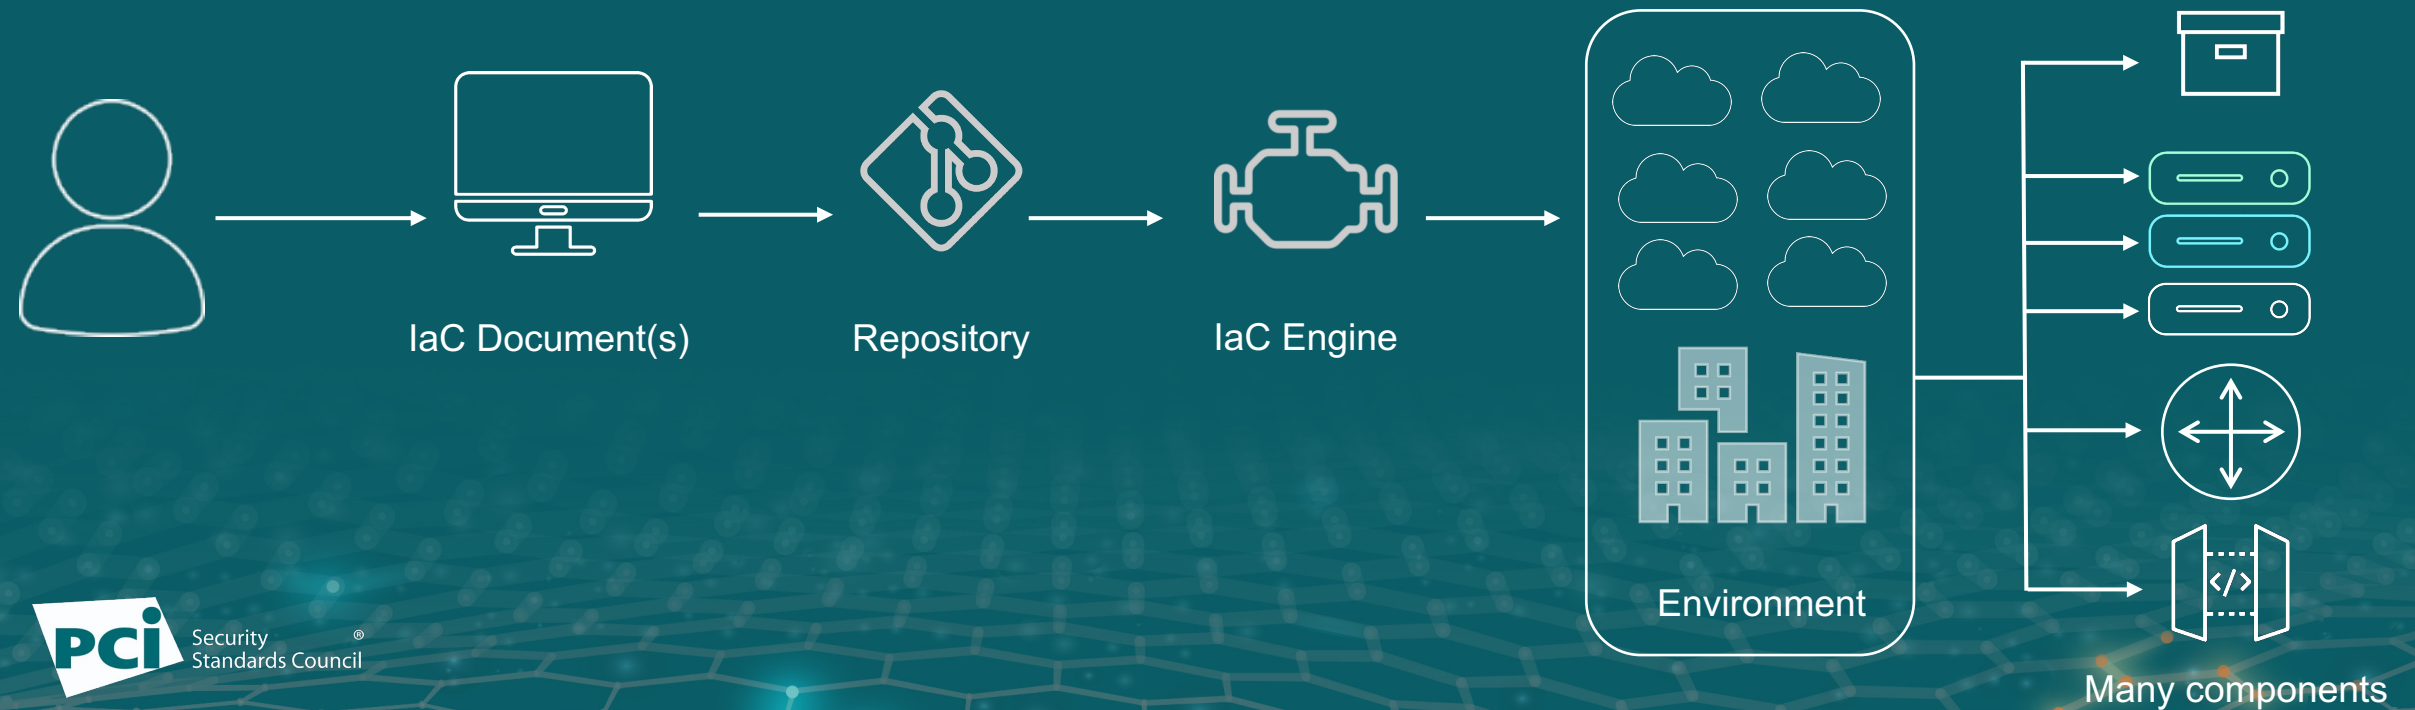 IaC Document(s)
Repository
IaC Engine
Environment
</>
Many components
PCi
Security ®
Standards Council